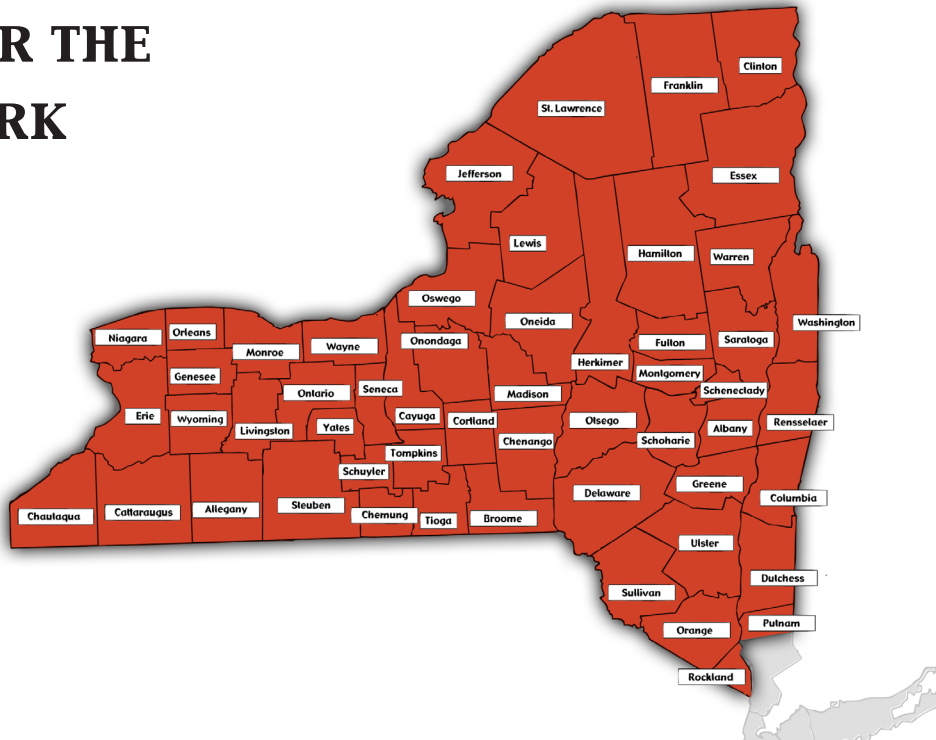 R THE
RK
Clinton
Franklin
St. Lawrence
Jefferson
Essex
Lewis
Hamilton
Warren
Oswego
Oneida
Washington
Niagara
Orleans
Monroe
Wayne
Onondaga
Fulton
Saratoga
Herkimer
Genesee
Montgomery
Ontario
Seneca
Madison
Schenectady
Erie
Wyoming
Livingston
Yates
Cayuga
Cortland
Otsego
Albany
Rensselaer
Chenango
Schoharie
Tompkins
Schuyler
Greene
Delaware
Columbia
Chautauqua
Cattaraugus
Allegany
Steuben
Chemung
Tioga
Broome
Ulster
Dutchess
Sullivan
Putnam
Orange
Rockland